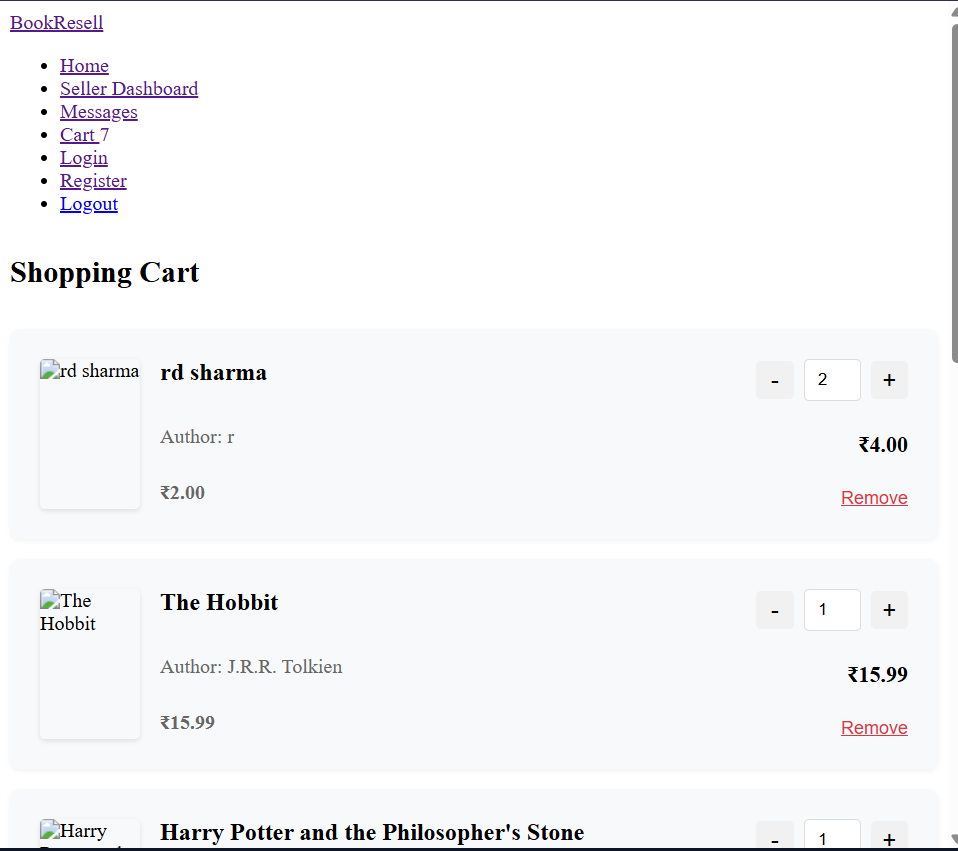 BookResell
Home
Seller Dashboard
Messages
Cart 7
Login
Register
Logout
Shopping Cart
rd sharma
rd sharma
- 2 +
Author: r
₹4.00
₹2.00
Remove
The
Hobbit
The Hobbit
- 1 +
Author: J.R.R. Tolkien
₹15.99
₹15.99
Remove
Harry
Harry Potter and the Philosopher's Stone
- 1 +